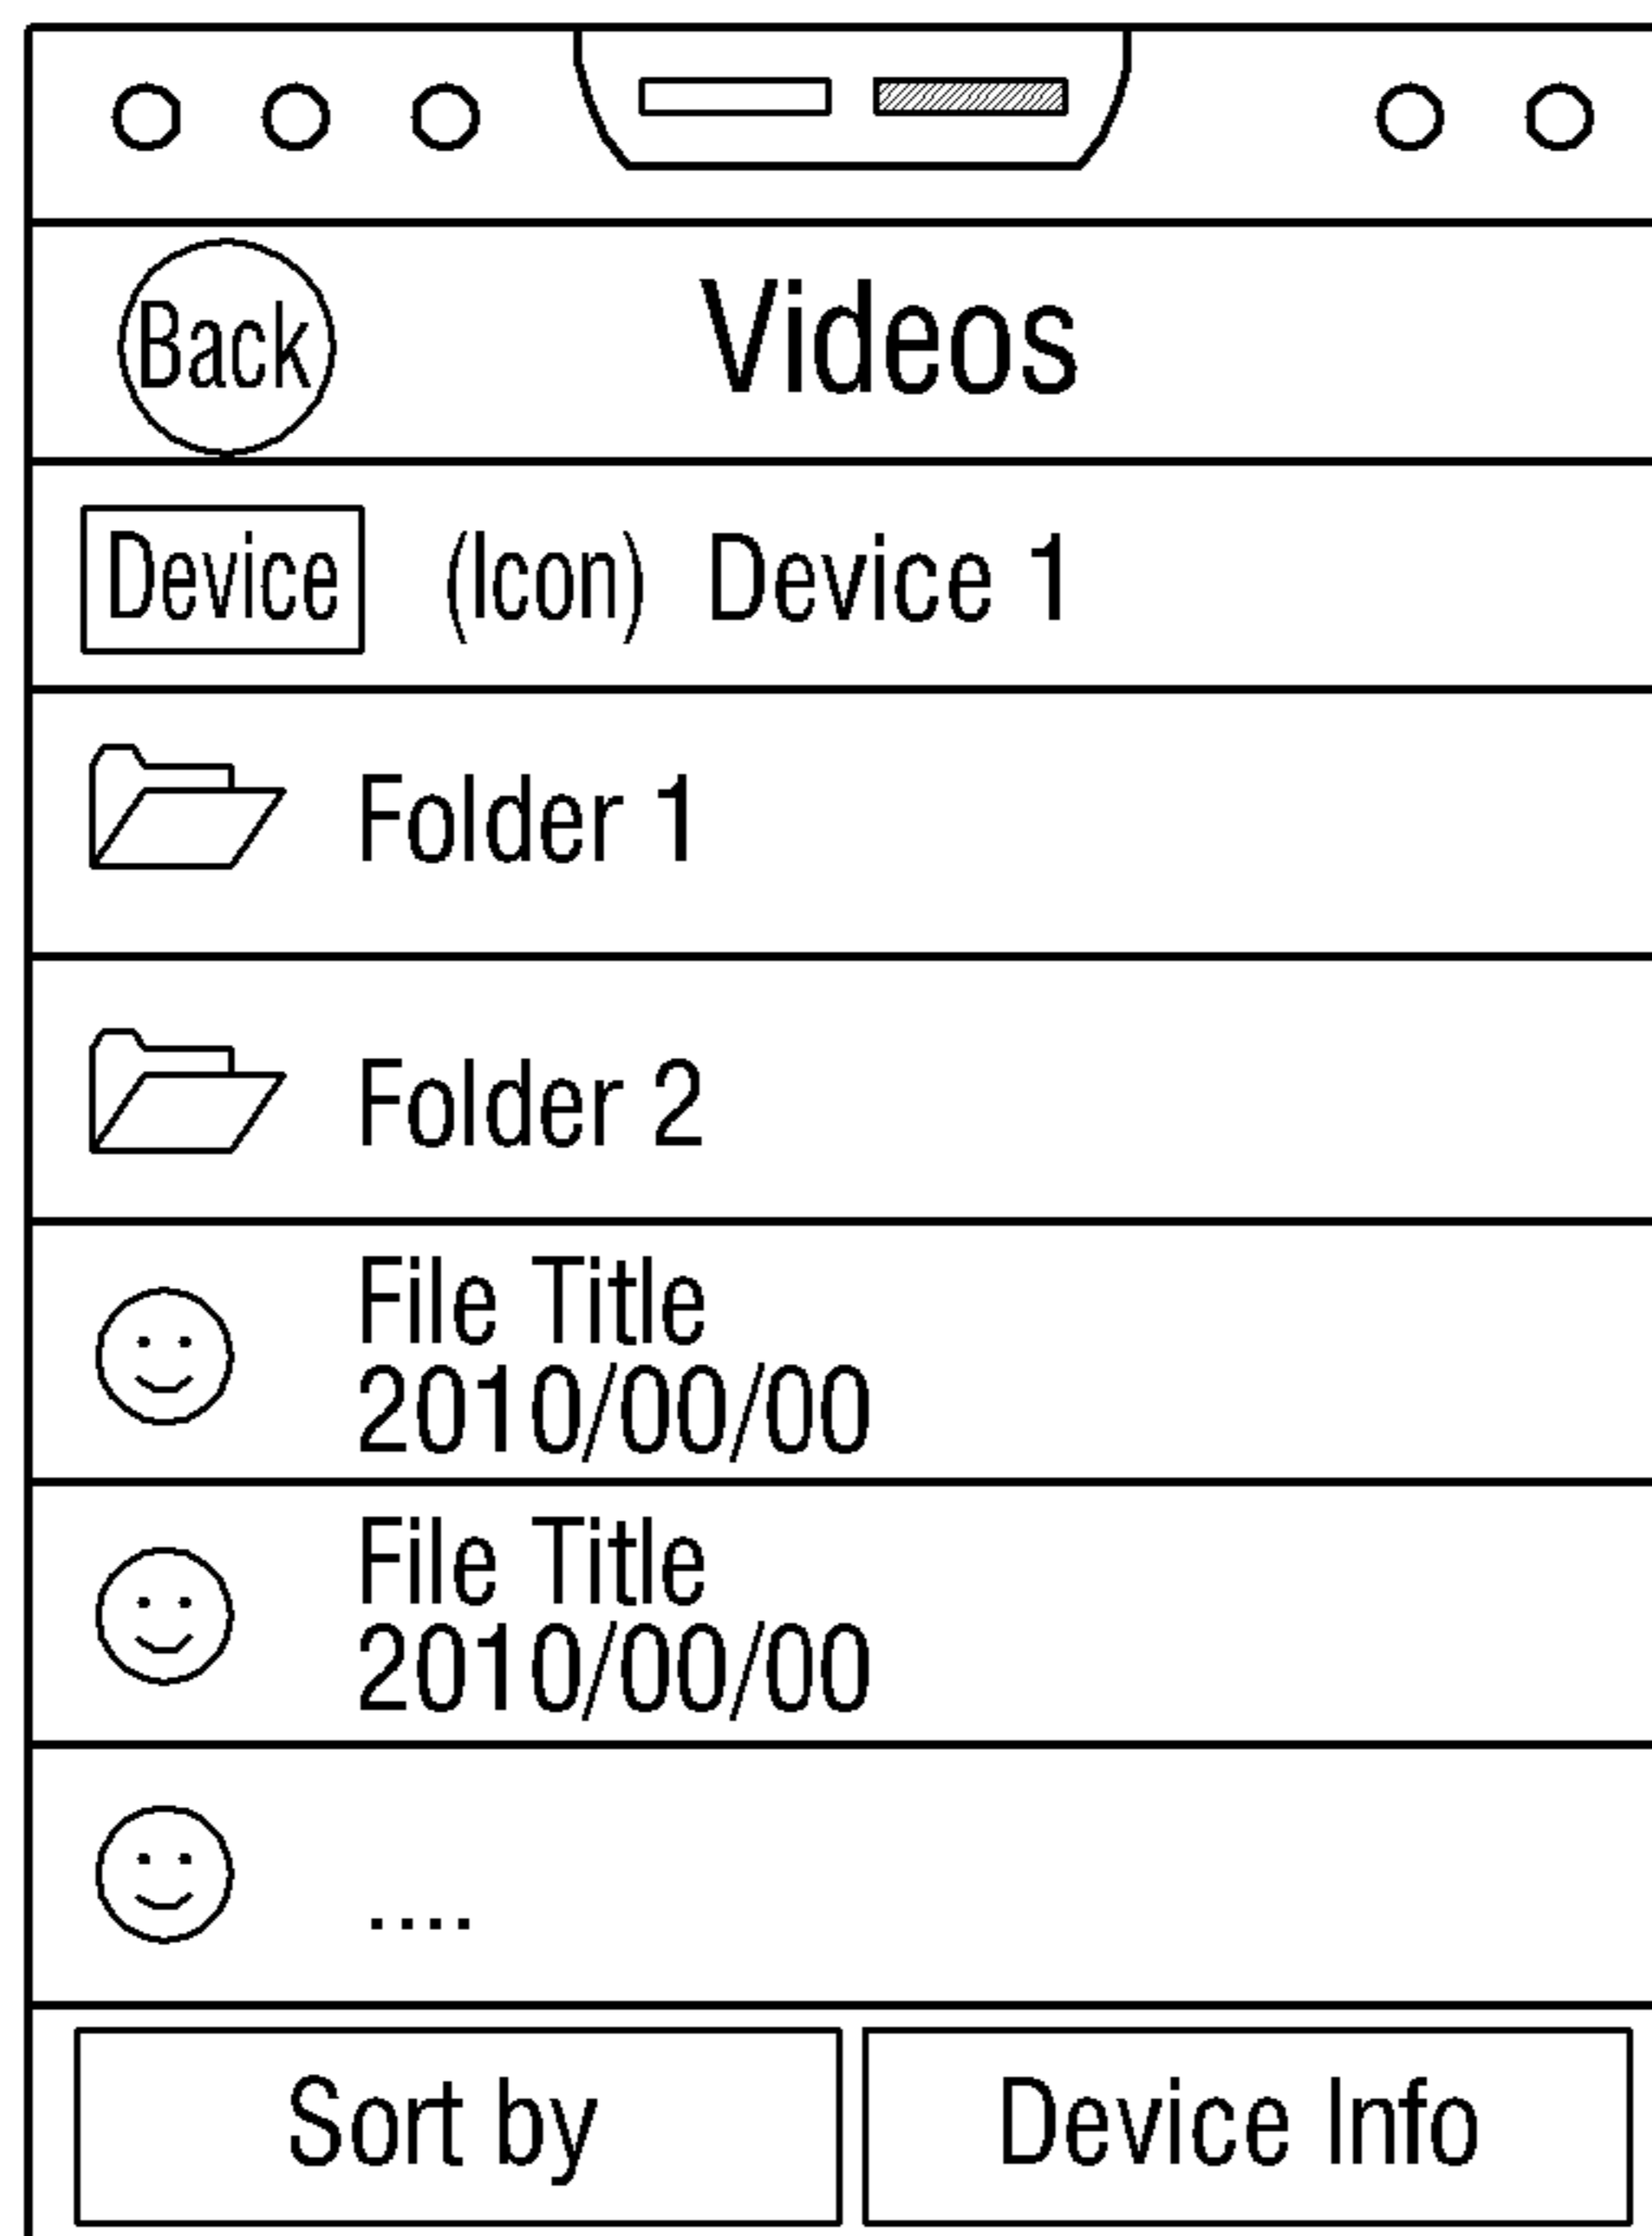 Back Videos
Device (Icon) Device 1
Folder 1
Folder 2
File Title
2010/00/00
File Title
2010/00/00
....
Sort by Device Info